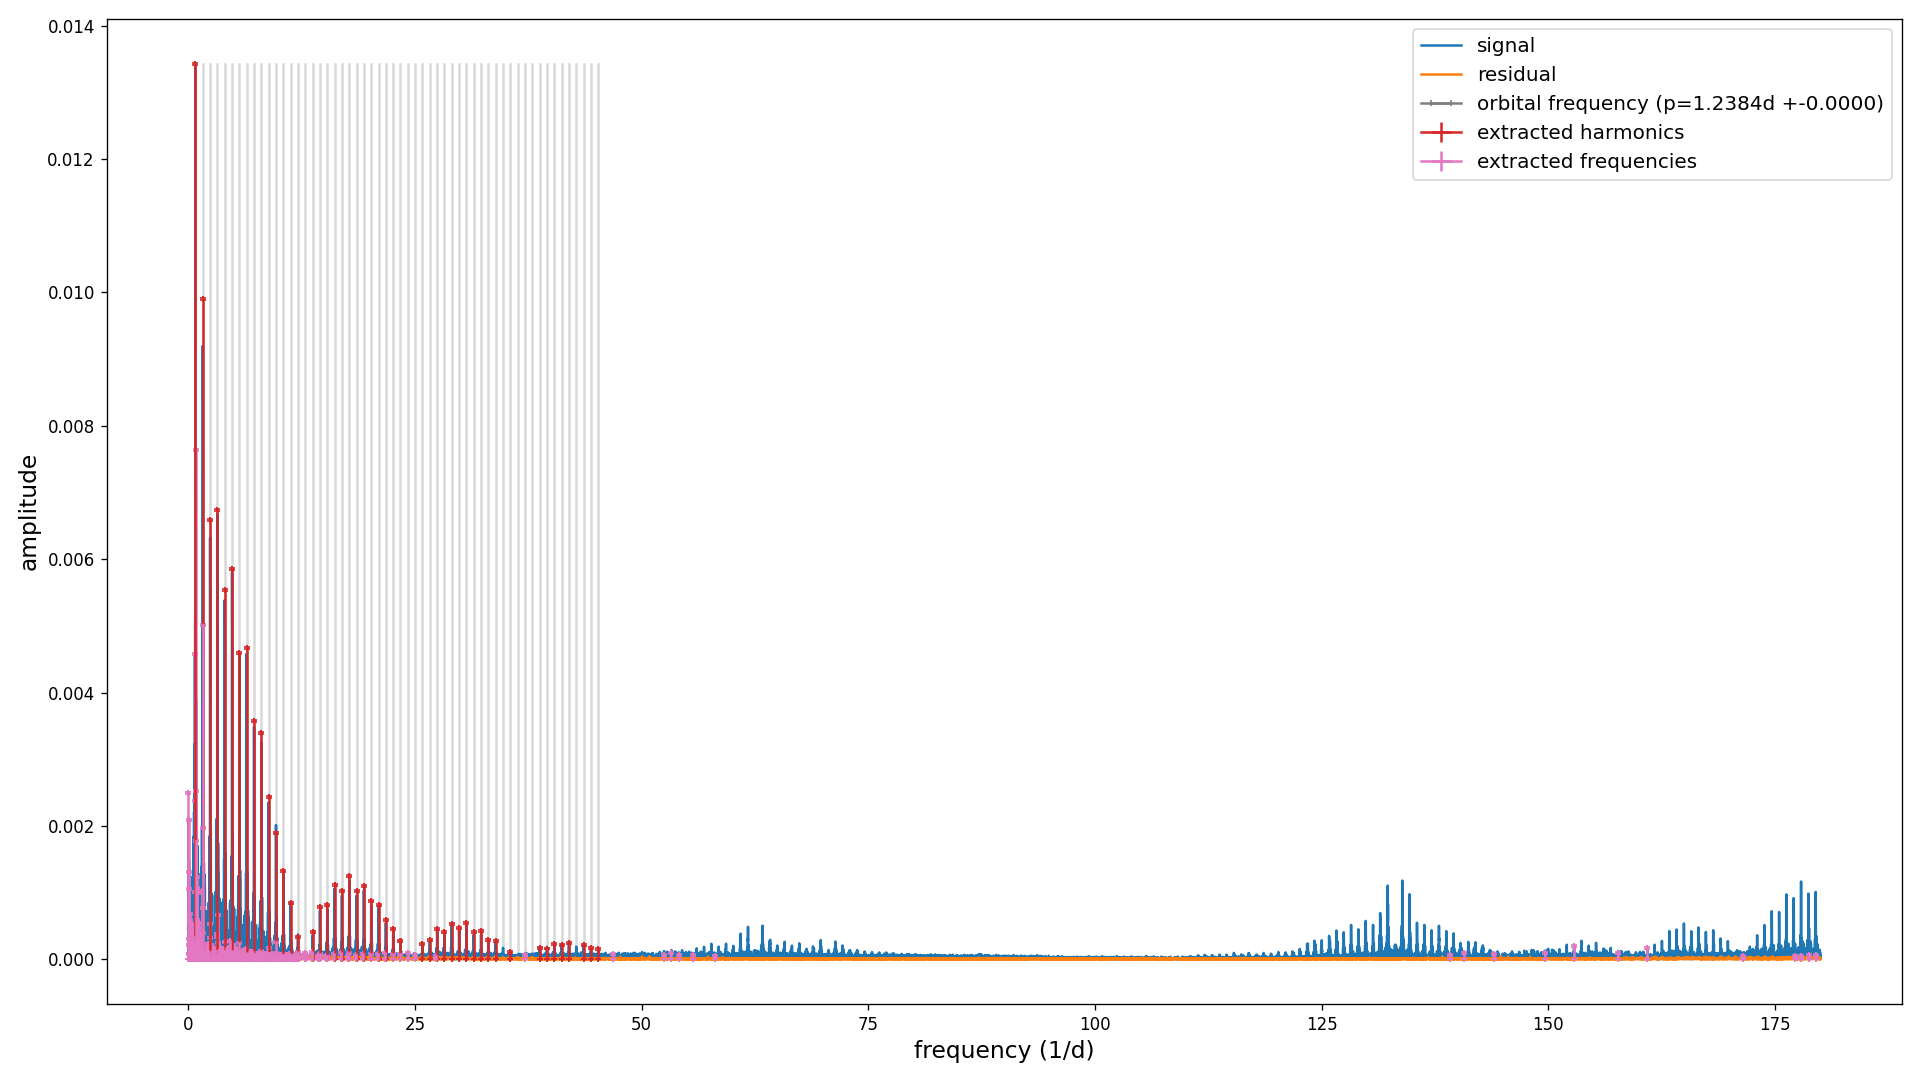 signal
residual
orbital frequency (p=1.2384d +-0.0000)
extracted harmonics
extracted frequencies
0.014
0.012
0.010
0.008
0.006
0.004
0.002
0.000
amplitude
0 25 50 75 100 125 150 175
frequency (1/d)